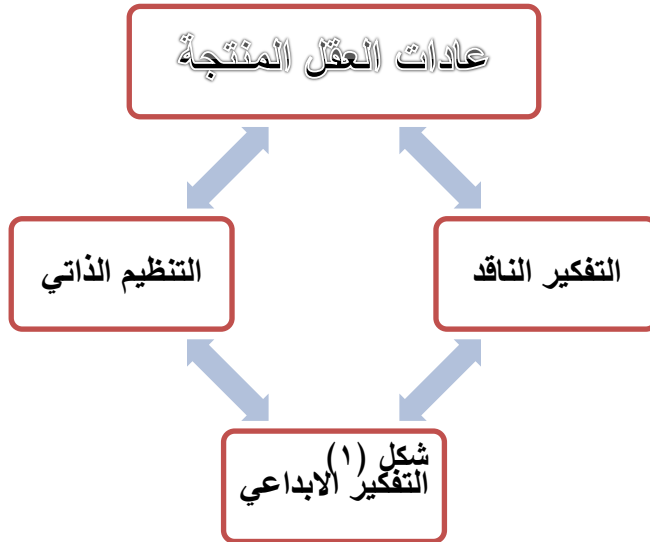 عادات العقل المنتجة
التفكير الناقد
التنظيم الذاتي
شكل (١)
التفكير الابداعي